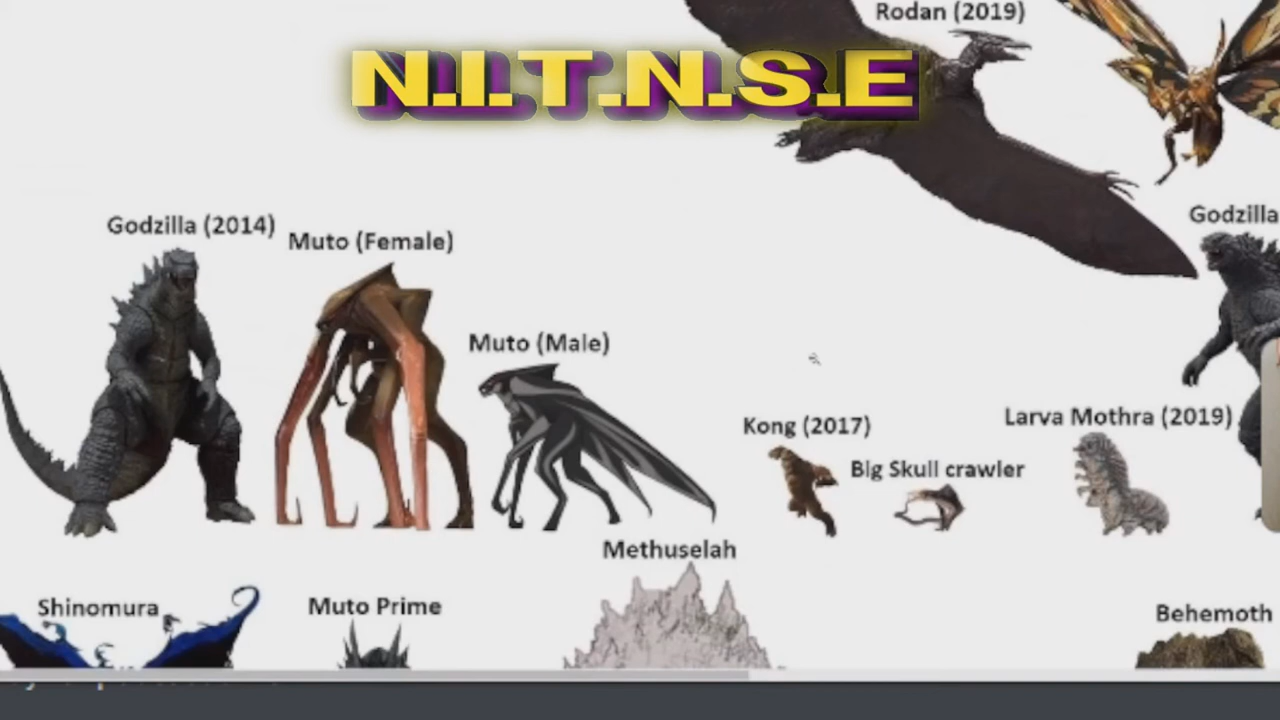 Rodan (2019)
N.I.T.N.S.E
Godzilla (2014)
Muto (Female)
Godzilla
Muto (Male)
Kong (2017)
Larva Mothra (2019)
Big Skull crawler
Methuselah
Shinomura
Muto Prime
Behemoth